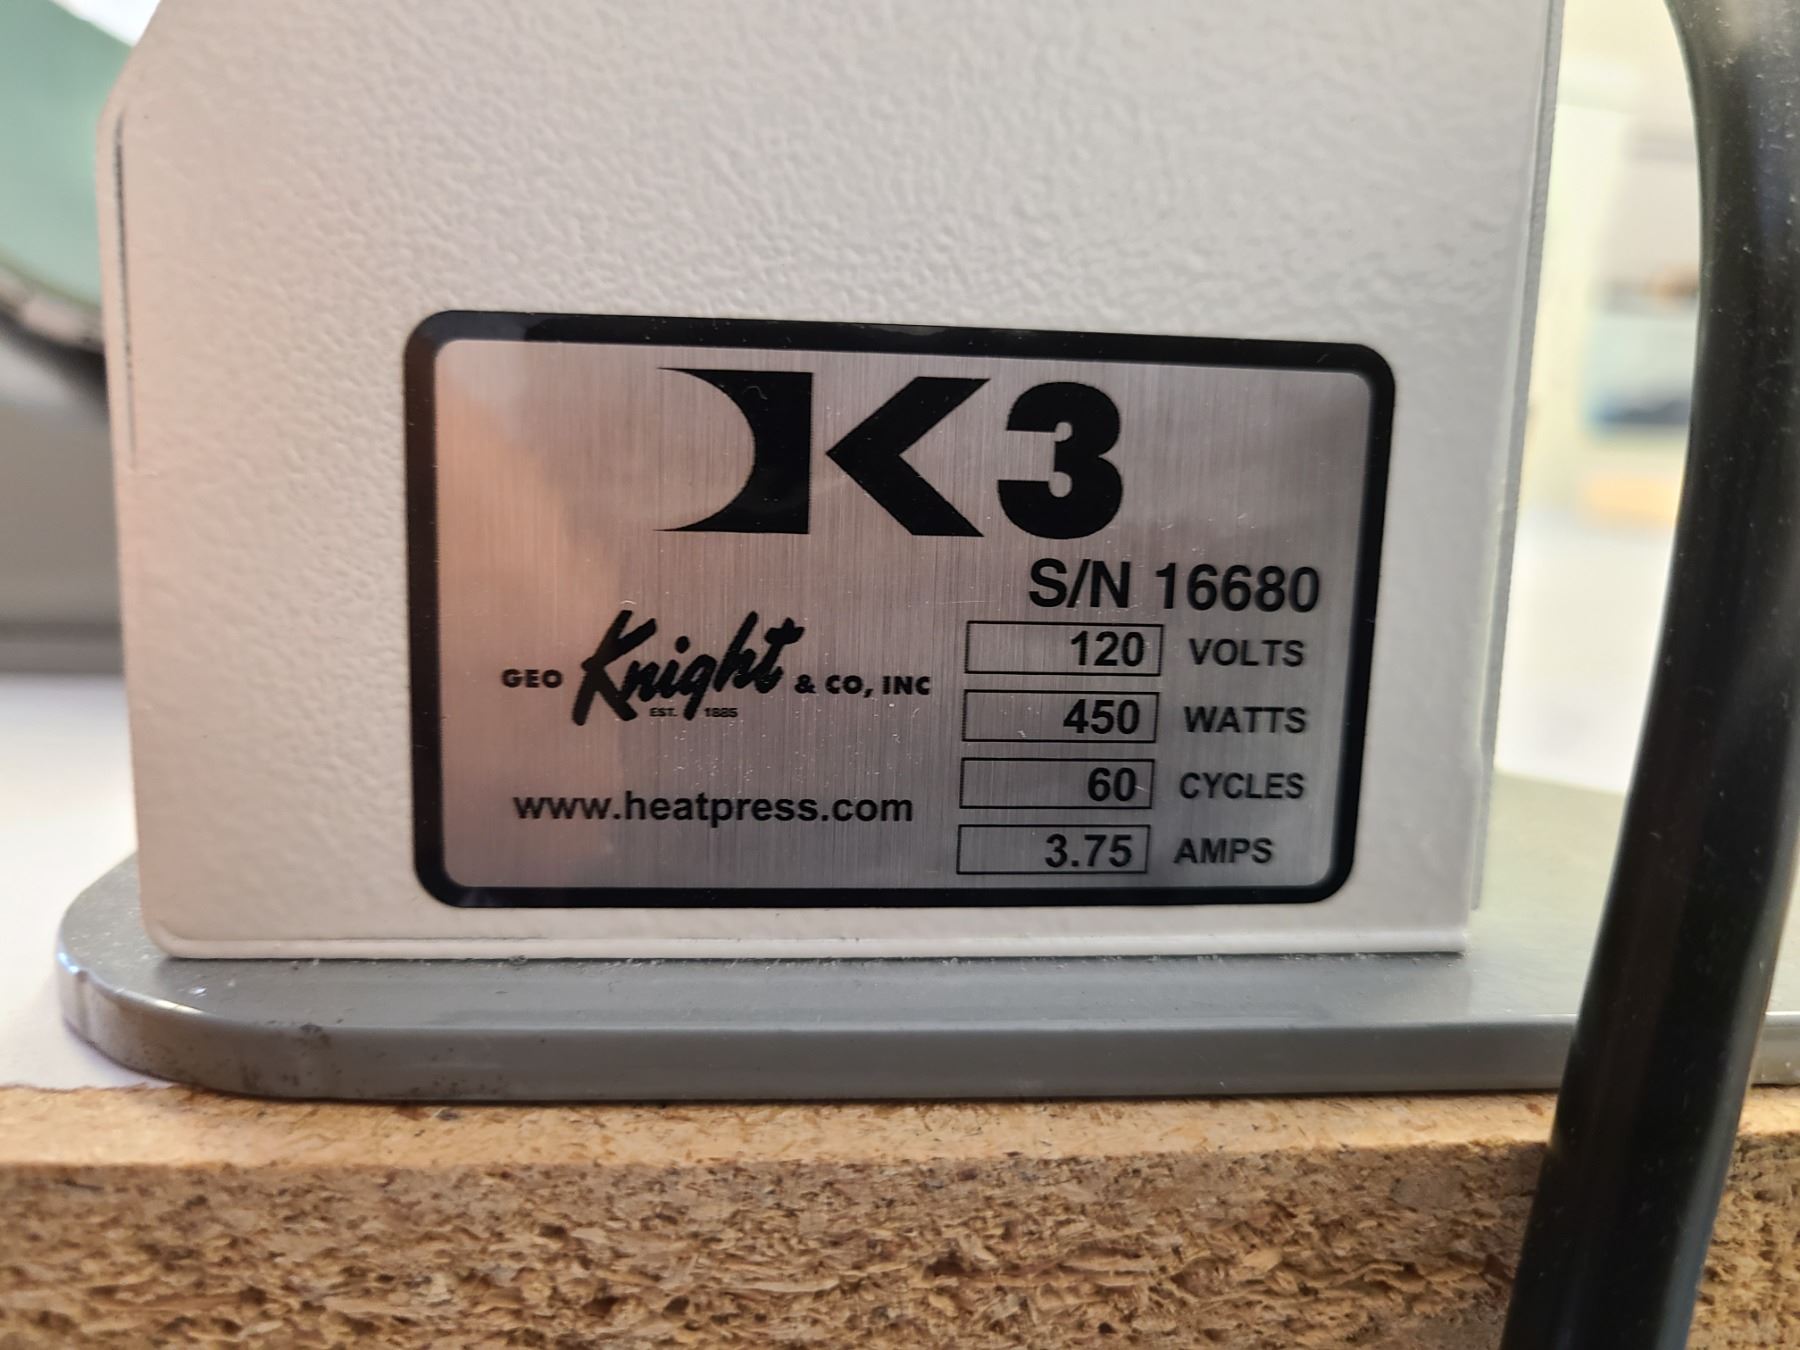 K3
S/N 16680
120 VOLTS
GEO Knight & CO, INC
EST. 1885
450 WATTS
60 CYCLES
www.heatpress.com
3.75 AMPS